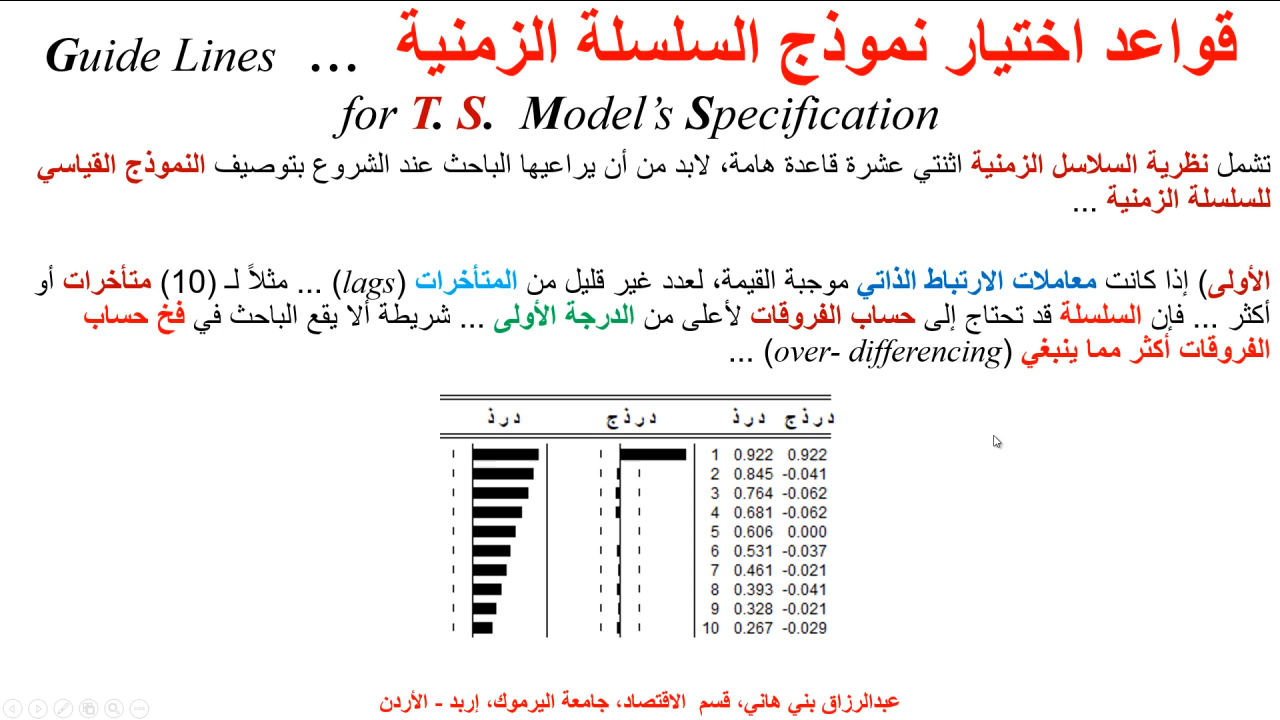 قواعد اختيار نموذج السلسلة الزمنية ... Guide Lines
for T. S. Model’s Specification
تشمل نظرية السلاسل الزمنية اثنتي عشرة قاعدة هامة، لابد من أن يراعيها الباحث عند الشروع بتوصيف النموذج القياسي
للسلسلة الزمنية ...
الأولى) إذا كانت معاملات الارتباط الذاتي موجبة القيمة، لعدد غير قليل من المتأخرات (lags) ... مثلاً لـ (10) متأخرات أو
أكثر ... فإن السلسلة قد تحتاج إلى حساب الفروقات لأعلى من الدرجة الأولى ... شريطة ألا يقع الباحث في فخ حساب
الفروقات أكثر مما ينبغي (over- differencing) ...
د ر ذ د ر ذ ج د ر ذ د ر ذ ج
1 0.922 0.922
2 0.845 -0.041
3 0.764 -0.062
4 0.681 -0.062
5 0.606 0.000
6 0.531 -0.037
7 0.461 -0.021
8 0.393 -0.041
9 0.328 -0.021
10 0.267 -0.029
عبدالرزاق بني هاني، قسم الاقتصاد، جامعة اليرموك، إربد - الأردن